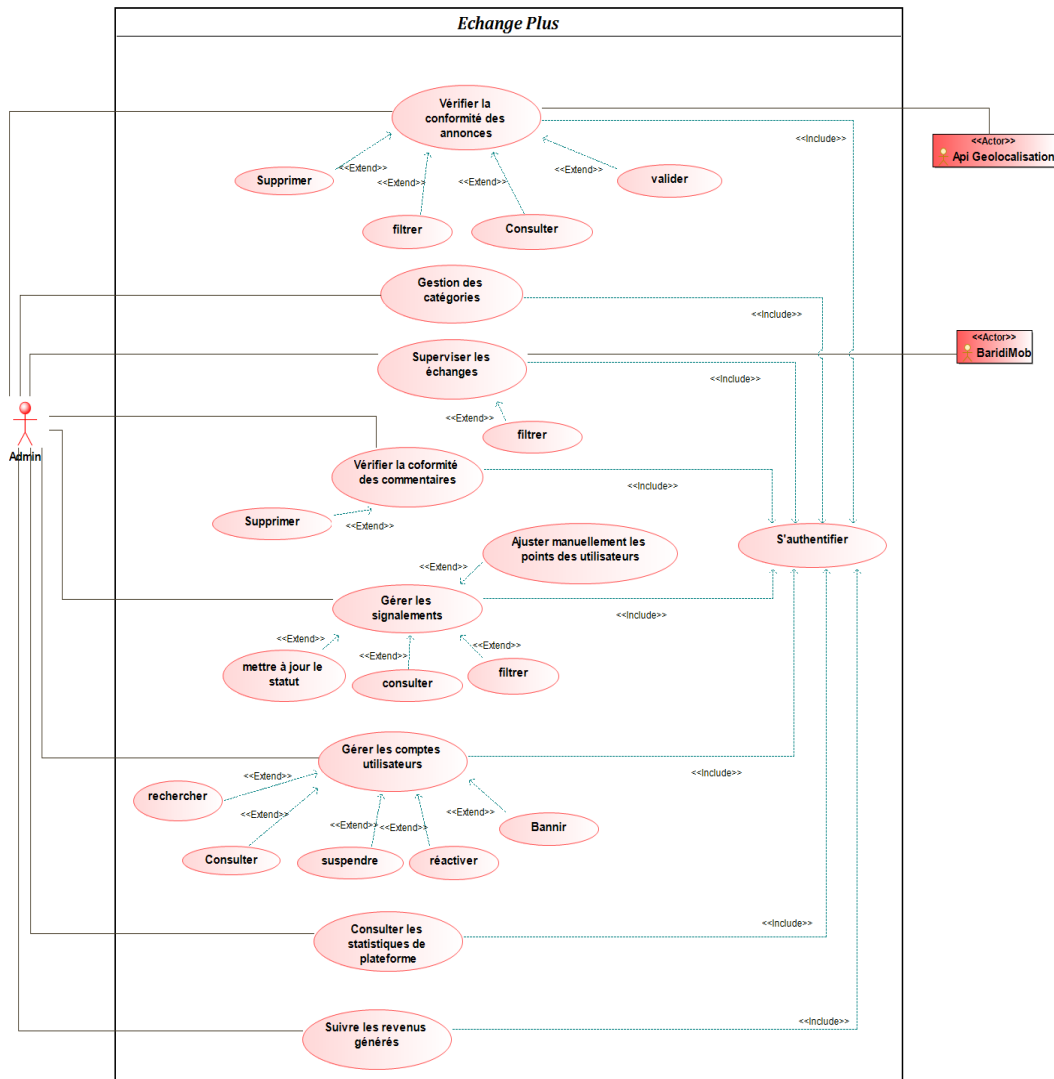 Echange Plus
Vérifier la
conformité des
annonces
<<Include>>
<<Actor>>
Api Geolocalisation
<<Extend>>
<<Extend>>
<<Extend>>
<<Extend>>
Supprimer
valider
filtrer
Consulter
Gestion des
catégories
<<Include>>
<<Actor>>
BaridiMob
Superviser les
échanges
<<Include>>
<<Extend>>
filtrer
Admin
Vérifier la coformité
des commentaires
<<Include>>
Supprimer
<<Extend>>
Ajuster manuellement les
points des utilisateurs
S'authentifier
<<Extend>>
Gérer les
signalements
<<Include>>
<<Extend>>
<<Extend>>
<<Extend>>
mettre à jour le
statut
consulter
filtrer
Gérer les comptes
utilisateurs
<<Include>>
<<Extend>>
rechercher
<<Extend>>
<<Extend>>
<<Extend>>
<<Extend>>
Bannir
Consulter
suspendre
réactiver
Consulter les
statistiques de
plateforme
<<Include>>
Suivre les revenus
générés
<<Include>>